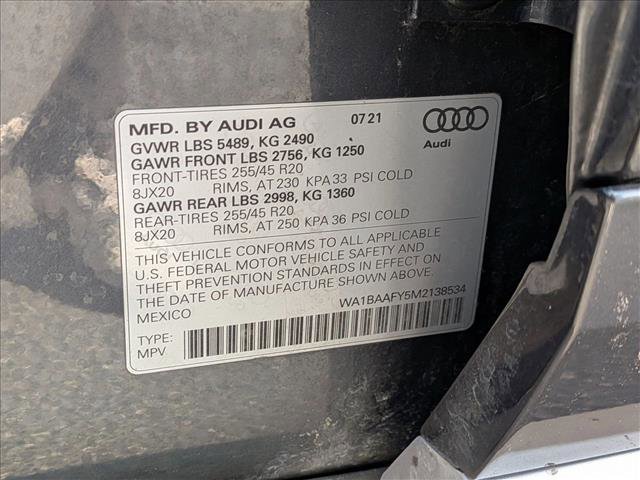 MFD. BY AUDI AG 07 21
Audi
GVWR LBS 5489, KG 2490
GAWR FRONT LBS 2756, KG 1250
FRONT-TIRES 255/45 R20
8JX20 RIMS, AT 230 KPA 33 PSI COLD
GAWR REAR LBS 2998, KG 1360
REAR-TIRES 255/45 R20
8JX20 RIMS, AT 250 KPA 36 PSI COLD
THIS VEHICLE CONFORMS TO ALL APPLICABLE
U.S. FEDERAL MOTOR VEHICLE SAFETY AND
THEFT PREVENTION STANDARDS IN EFFECT ON
THE DATE OF MANUFACTURE SHOWN ABOVE.
MEXICO
WA1BAAFY5M2138534
TYPE:
MPV